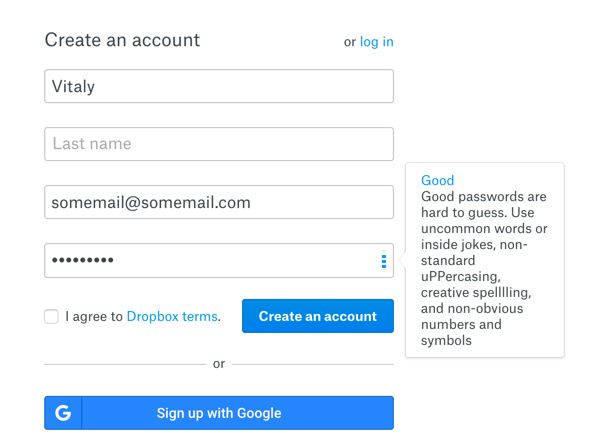 Create an account
or log in
Vitaly
Last name
somemail@somemail.com
•••••••••
Good
Good passwords are
hard to guess. Use
uncommon words or
inside jokes, non-
standard
uPPercasing,
creative spelllling,
and non-obvious
numbers and
symbols
I agree to Dropbox terms.
Create an account
or
G
Sign up with Google